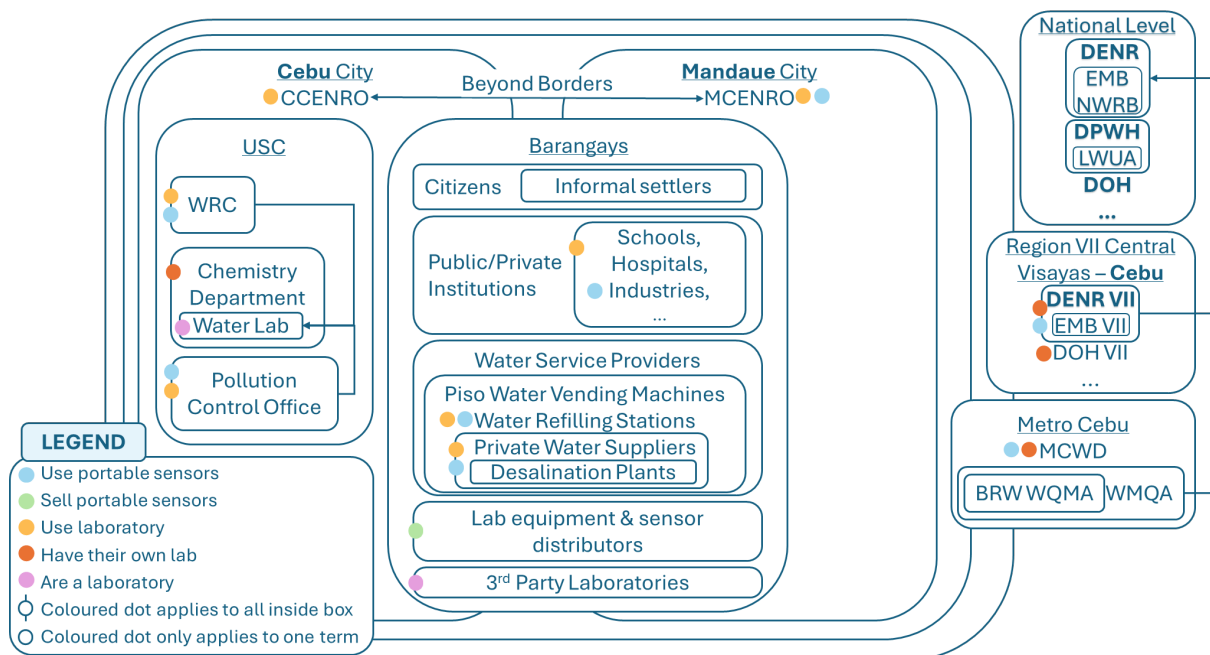 Cebu City
CCENRO
Beyond Borders
Mandaue City
MCENRO
USC
WRC
Chemistry
Department
Water Lab
Pollution
Control Office
Barangays
Citizens
Informal settlers
Public/Private
Institutions
Schools,
Hospitals,
Industries,
...
Water Service Providers
Piso Water Vending Machines
Water Refilling Stations
Private Water Suppliers
Desalination Plants
Lab equipment & sensor
distributors
3rd Party Laboratories
National Level
DENR
EMB
NWRB
DPWH
LWUA
DOH
...
Region VII Central
Visayas – Cebu
DENR VII
EMB VII
DOH VII
...
Metro Cebu
MCWD
BRW WQMA
WMQA
LEGEND
Use portable sensors
Sell portable sensors
Use laboratory
Have their own lab
Are a laboratory
Coloured dot applies to all inside box
Coloured dot only applies to one term